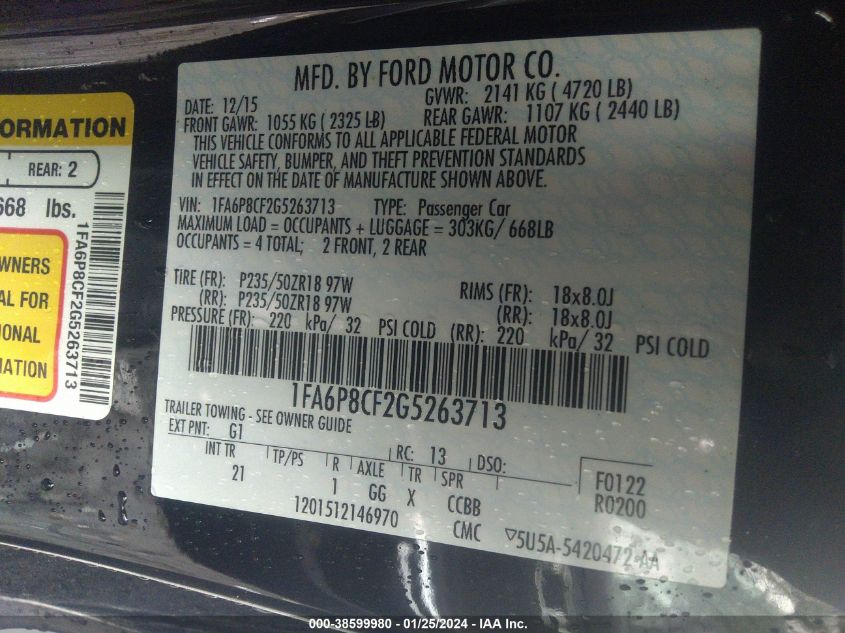 ORMATION
REAR: 2
668 lbs.
1FA6P8CF2G5263713
WNERS
AL FOR
IONAL
MATION
MFD. BY FORD MOTOR CO.
DATE: 12/15 GVWR: 2141 KG ( 4720 LB)
FRONT GAWR: 1055 KG ( 2325 LB) REAR GAWR: 1107 KG ( 2440 LB)
THIS VEHICLE CONFORMS TO ALL APPLICABLE FEDERAL MOTOR
VEHICLE SAFETY, BUMPER, AND THEFT PREVENTION STANDARDS
IN EFFECT ON THE DATE OF MANUFACTURE SHOWN ABOVE.
VIN: 1FA6P8CF2G5263713 TYPE: Passenger Car
MAXIMUM LOAD = OCCUPANTS + LUGGAGE = 303KG/ 668LB
OCCUPANTS = 4 TOTAL; 2 FRONT, 2 REAR
TIRE (FR): P235/50ZR18 97W RIMS (FR): 18x8.0J
(RR): P235/50ZR18 97W (RR): 18x8.0J
PRESSURE (FR): 220 kPa/ 32 PSI COLD (RR): 220 kPa/ 32 PSI COLD
1FA6P8CF2G5263713
TRAILER TOWING - SEE OWNER GUIDE
EXT PNT: G1 RC: 13 DSO:
INT TR TP/PS R AXLE TR SPR F0122
21 1 GG X CCBB R0200
1201512146970 CMC ▽5U5A-5420472-AA
000-38599980 - 01/25/2024 - IAA Inc.